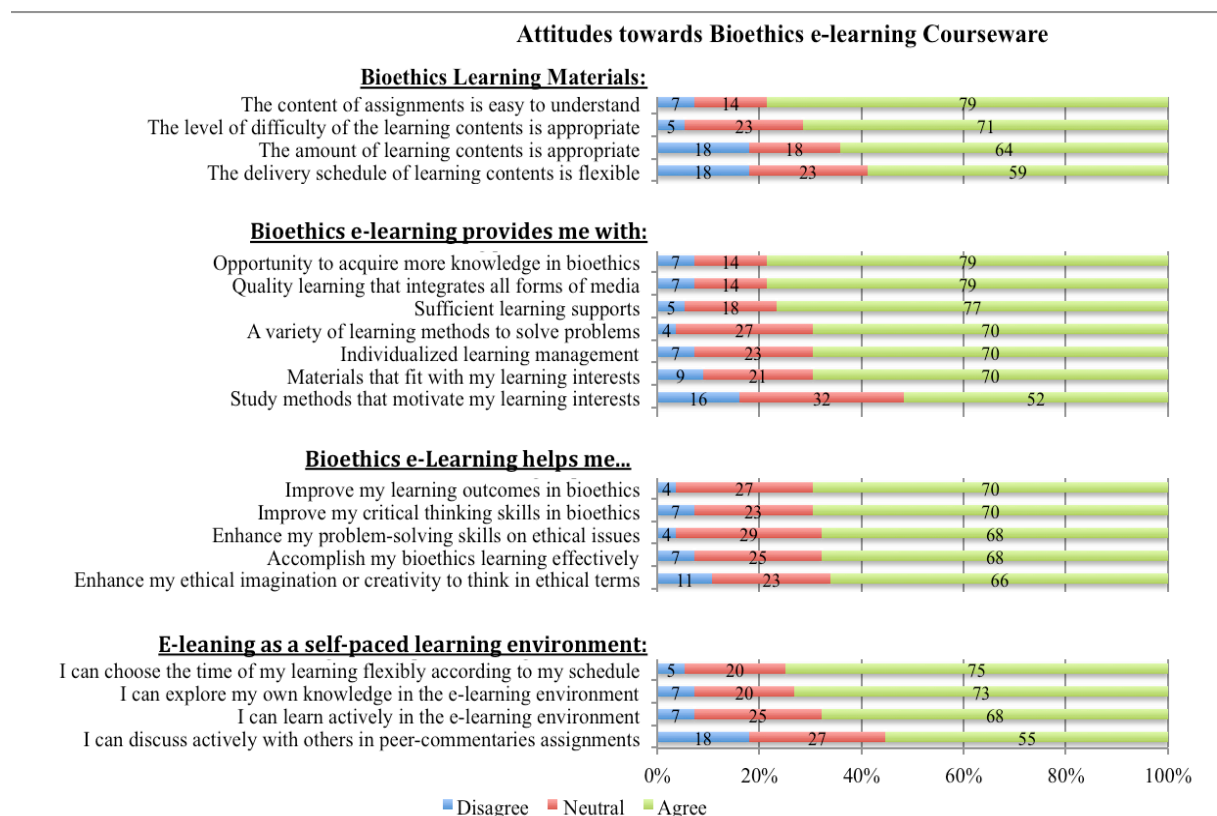 Attitudes towards Bioethics e-learning Courseware
Bioethics Learning Materials:
The content of assignments is easy to understand 7 14 79
The level of difficulty of the learning contents is appropriate 5 23 71
The amount of learning contents is appropriate 18 18 64
The delivery schedule of learning contents is flexible 18 23 59
Bioethics e-learning provides me with:
Opportunity to acquire more knowledge in bioethics 7 14 79
Quality learning that integrates all forms of media 7 14 79
Sufficient learning supports 5 18 77
A variety of learning methods to solve problems 4 27 70
Individualized learning management 7 23 70
Materials that fit with my learning interests 9 21 70
Study methods that motivate my learning interests 16 32 52
Bioethics e-Learning helps me...
Improve my learning outcomes in bioethics 4 27 70
Improve my critical thinking skills in bioethics 7 23 70
Enhance my problem-solving skills on ethical issues 4 29 68
Accomplish my bioethics learning effectively 7 25 68
Enhance my ethical imagination or creativity to think in ethical terms 11 23 66
E-leaning as a self-paced learning environment:
I can choose the time of my learning flexibly according to my schedule 5 20 75
I can explore my own knowledge in the e-learning environment 7 20 73
I can learn actively in the e-learning environment 7 25 68
I can discuss actively with others in peer-commentaries assignments 18 27 55
0% 20% 40% 60% 80% 100%
Disagree Neutral Agree